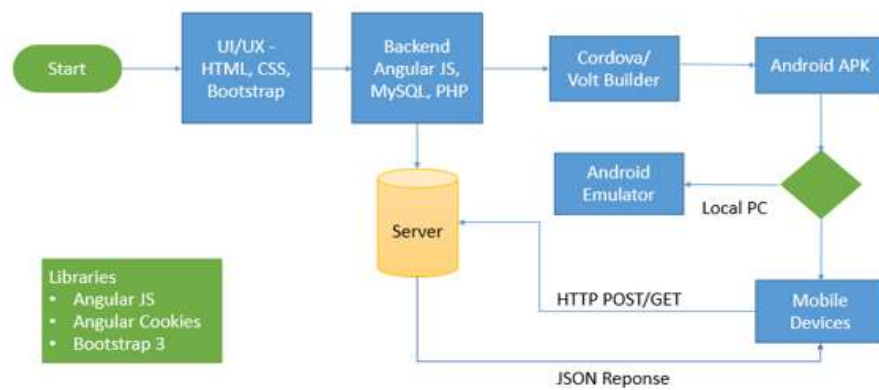 Start
UI/UX -
HTML, CSS,
Bootstrap
Backend
Angular JS,
MySQL, PHP
Cordova/
Volt Builder
Android APK
Android
Emulator
Local PC
Server
Libraries
• Angular JS
• Angular Cookies
• Bootstrap 3
HTTP POST/GET
Mobile
Devices
JSON Reponse